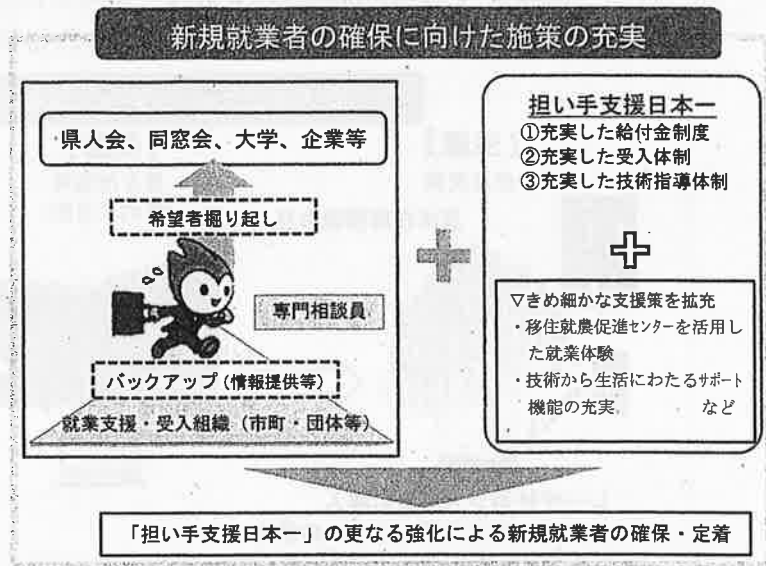 新規就業者の確保に向けた施策の充実
県人会、同窓会、大学、企業等
希望者掘り起し
専門相談員
バックアップ(情報提供等)
就業支援・受入組織(市町・団体等)
担い手支援日本一
①充実した給付金制度
②充実した受入体制
③充実した技術指導体制
▽きめ細かな支援策を拡充
・移住就農促進センターを活用し
た就業体験
・技術から生活にわたるサポート
機能の充実 など
「担い手支援日本一」の更なる強化による新規就業者の確保・定着